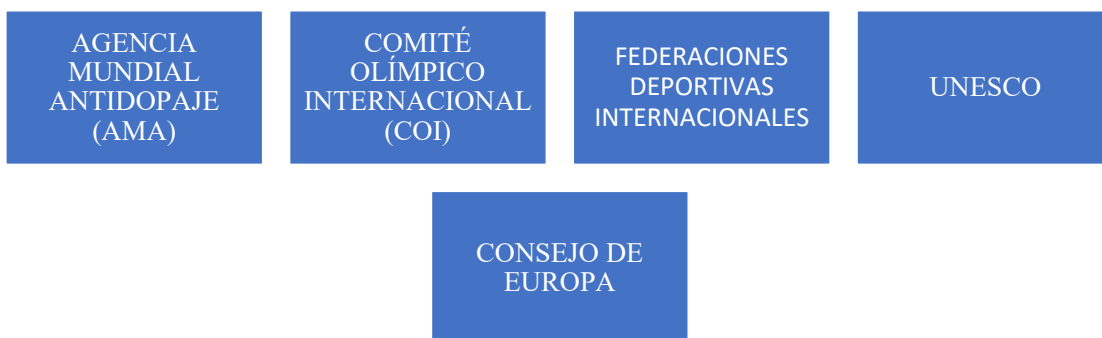 AGENCIA
MUNDIAL
ANTIDOPAJE
(AMA)
COMITÉ
OLÍMPICO
INTERNACIONAL
(COI)
FEDERACIONES
DEPORTIVAS
INTERNACIONALES
UNESCO
CONSEJO DE
EUROPA